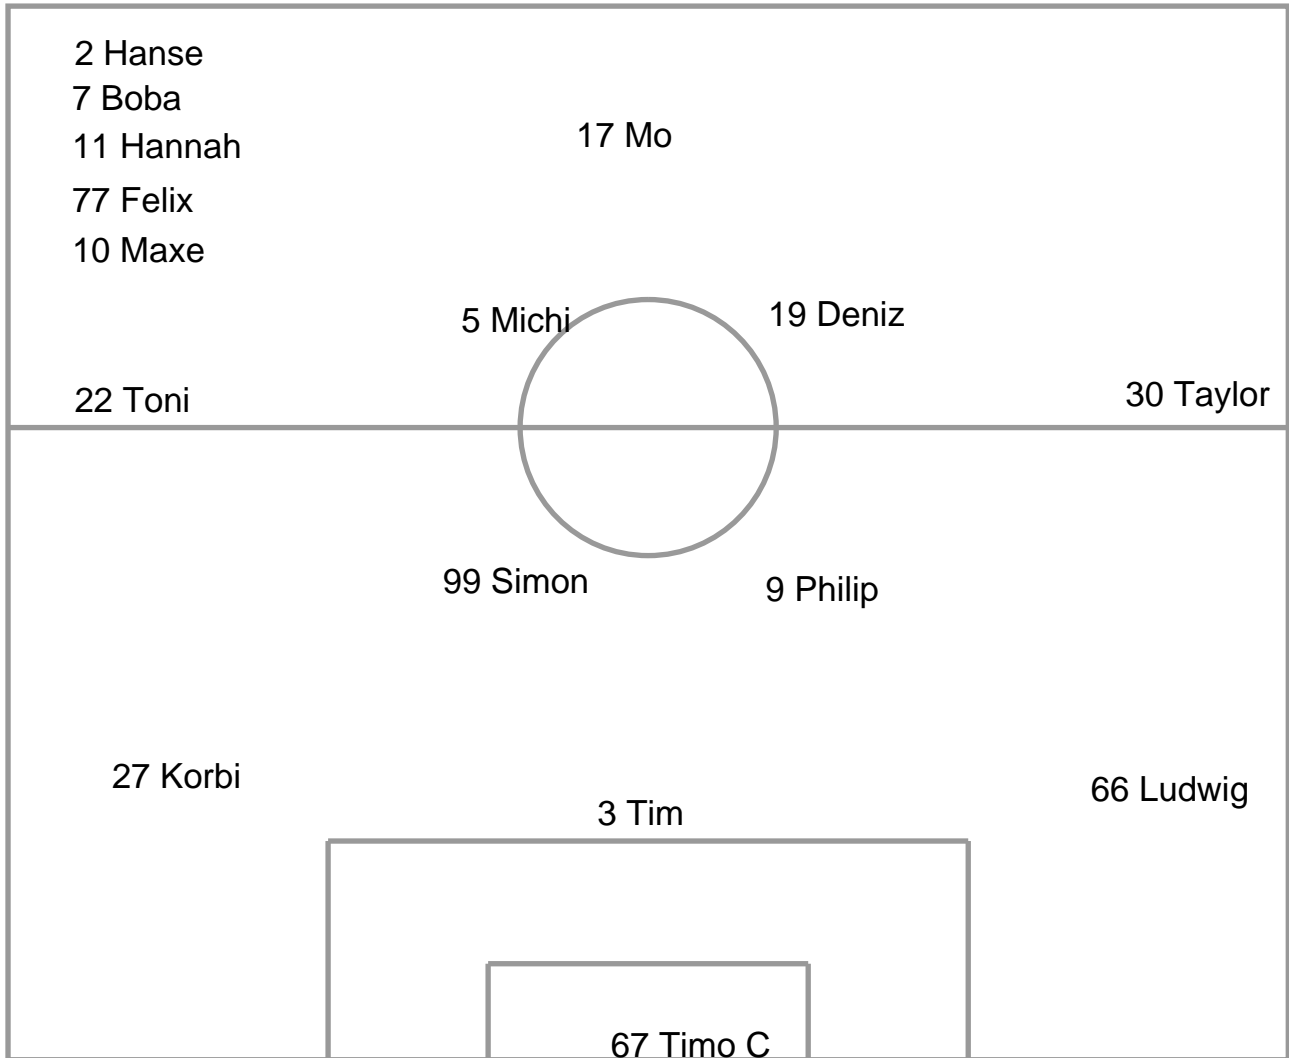 2 Hanse
7 Boba
11 Hannah
17 Mo
77 Felix
10 Maxe
5 Michi
19 Deniz
22 Toni
30 Taylor
99 Simon
9 Philip
27 Korbi
66 Ludwig
3 Tim
67 Timo C